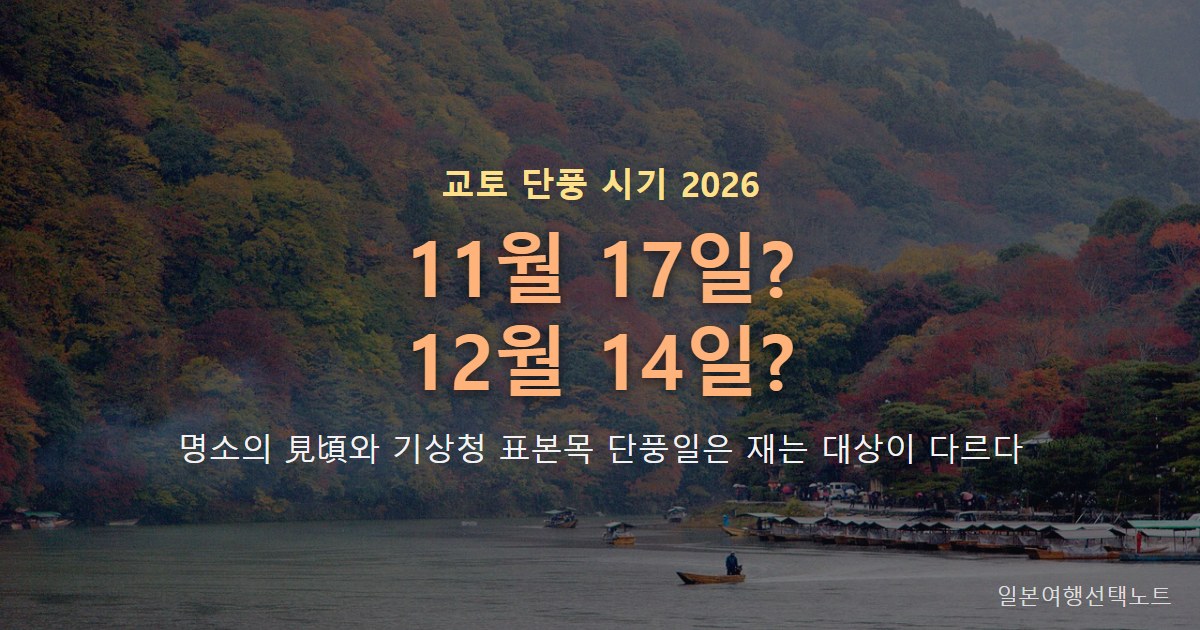 교토 단풍 시기 2026
11월 17일?
12월 14일?
명소의 見頃와 기상청 표본목 단풍일은 재는 대상이 다르다
일본여행선택노트